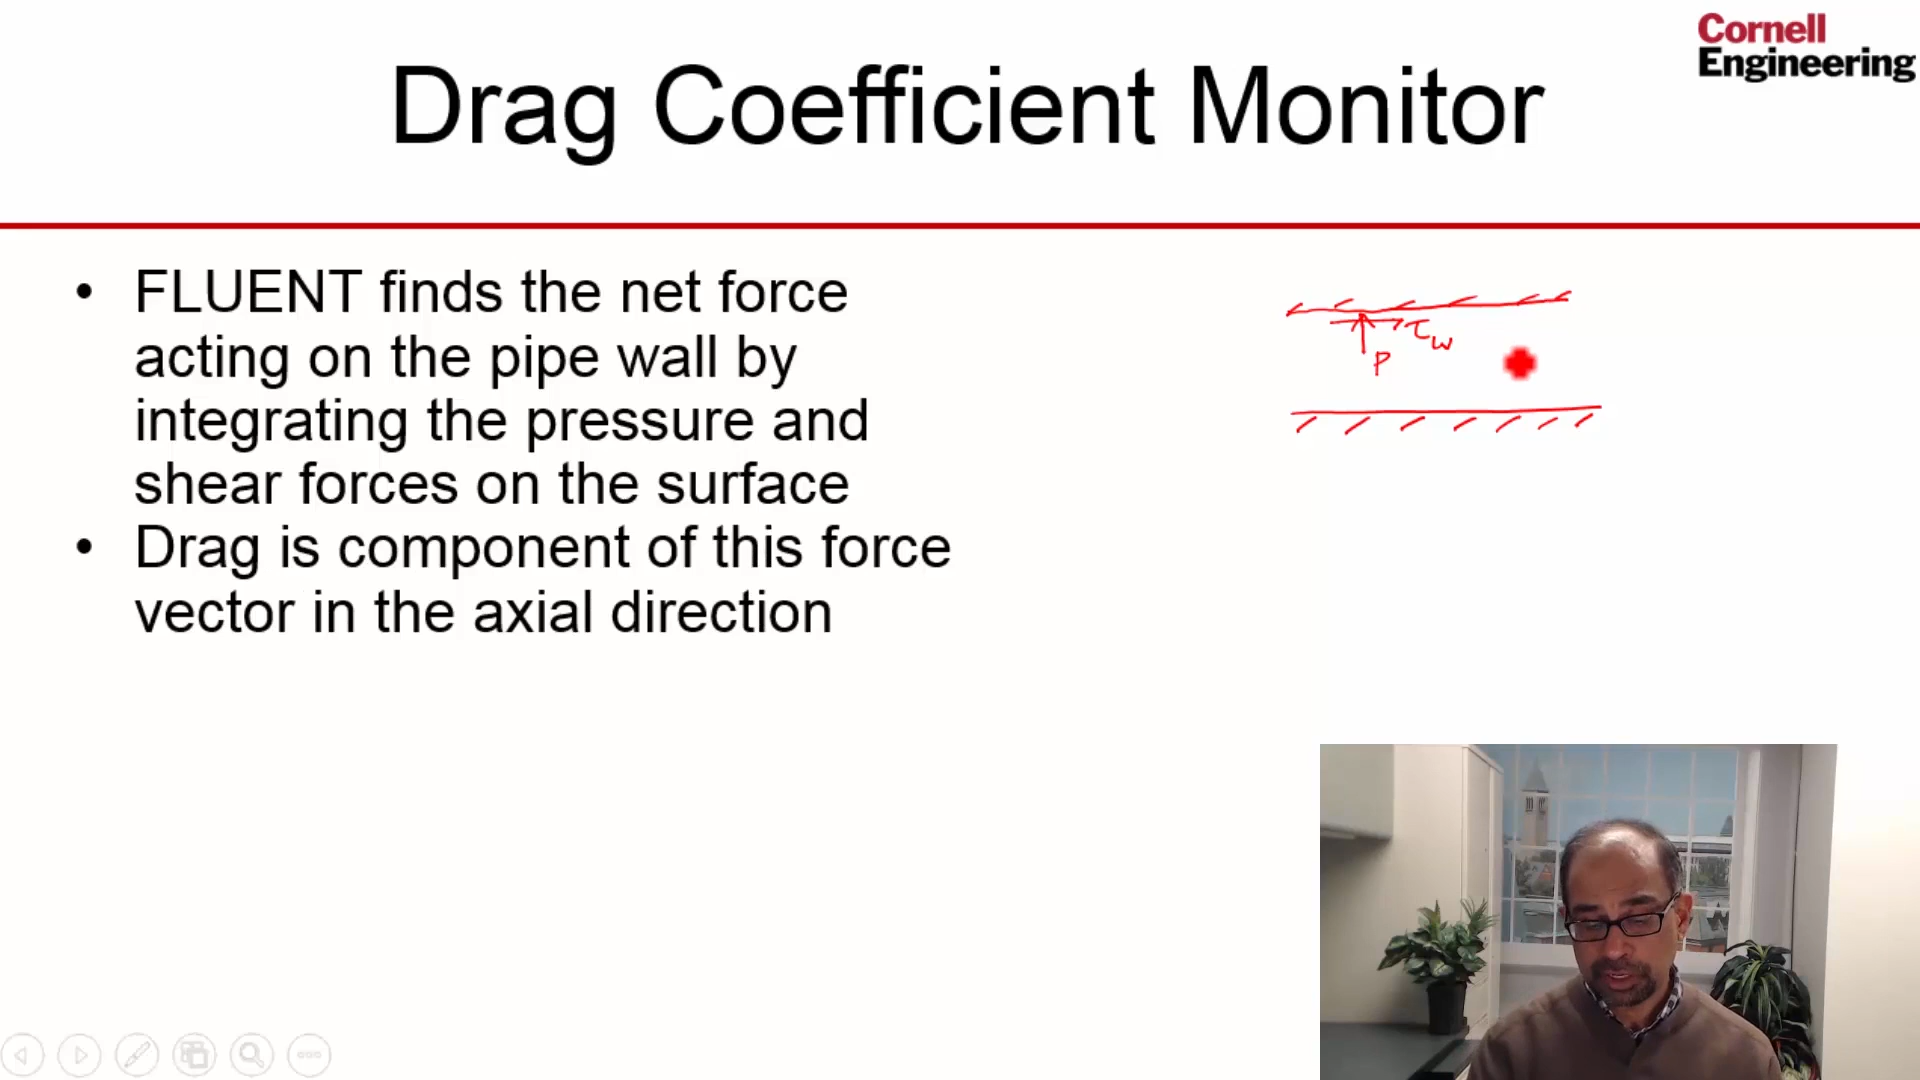 Cornell
Engineering
Drag Coefficient Monitor
• FLUENT finds the net force
acting on the pipe wall by
integrating the pressure and
shear forces on the surface
• Drag is component of this force
vector in the axial direction
τw
P